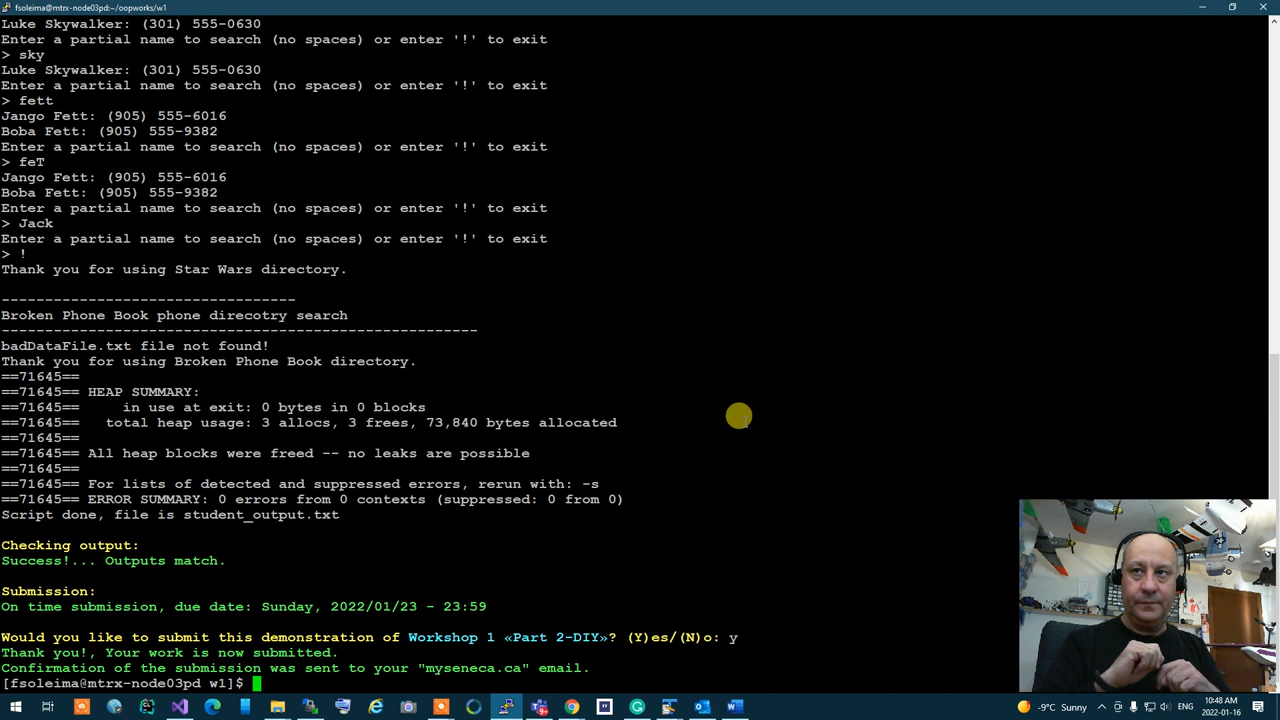 fsoleima@mtrx-node03pd:~/oopworks/w1
Luke Skywalker: (301) 555-0630
Enter a partial name to search (no spaces) or enter '!' to exit
> sky
Luke Skywalker: (301) 555-0630
Enter a partial name to search (no spaces) or enter '!' to exit
> fett
Jango Fett: (905) 555-6016
Boba Fett: (905) 555-9382
Enter a partial name to search (no spaces) or enter '!' to exit
> feT
Jango Fett: (905) 555-6016
Boba Fett: (905) 555-9382
Enter a partial name to search (no spaces) or enter '!' to exit
> Jack
Enter a partial name to search (no spaces) or enter '!' to exit
> !
Thank you for using Star Wars directory.
---------------------------------
Broken Phone Book phone direcotry search
-------------------------------------------------------
badDataFile.txt file not found!
Thank you for using Broken Phone Book directory.
==71645==
==71645== HEAP SUMMARY:
==71645==     in use at exit: 0 bytes in 0 blocks
==71645==   total heap usage: 3 allocs, 3 frees, 73,840 bytes allocated
==71645==
==71645== All heap blocks were freed -- no leaks are possible
==71645==
==71645== For lists of detected and suppressed errors, rerun with: -s
==71645== ERROR SUMMARY: 0 errors from 0 contexts (suppressed: 0 from 0)
Script done, file is student_output.txt
Checking output:
Success!... Outputs match.
Submission:
On time submission, due date: Sunday, 2022/01/23 - 23:59
Would you like to submit this demonstration of Workshop 1 «Part 2-DIY»? (Y)es/(N)o: y
Thank you!, Your work is now submitted.
Confirmation of the submission was sent to your "myseneca.ca" email.
[fsoleima@mtrx-node03pd w1]$
-9°C Sunny
ENG
10:48 AM
2022-01-16